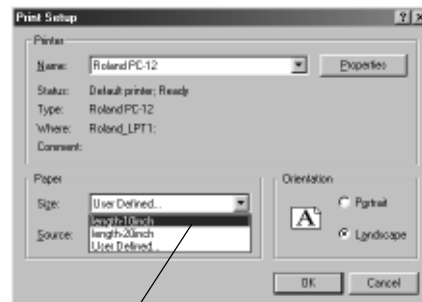 Print Setup
Printer
Name: Roland PC-12 Properties
Status: Default printer; Ready
Type: Roland PC-12
Where: Roland_LPT1:
Comment:
Paper
Size: User Defined...
length-10inch
length-20inch
User Defined...
Source:
Orientation
A
Portrait
Landscape
OK Cancel